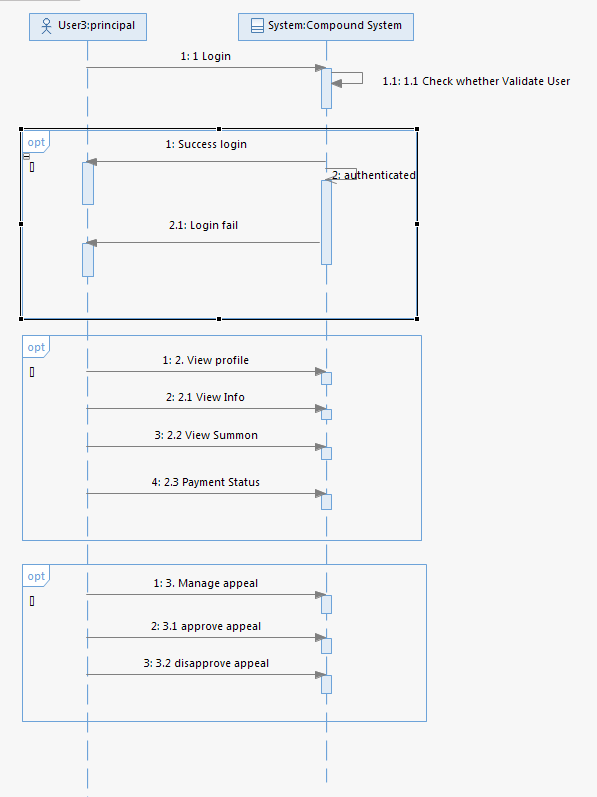 User3:principal
System:Compound System
1: 1 Login
1.1: 1.1 Check whether Validate User
opt
1: Success login
[]
2: authenticated
2.1: Login fail
opt
1: 2. View profile
[]
2: 2.1 View Info
3: 2.2 View Summon
4: 2.3 Payment Status
opt
1: 3. Manage appeal
[]
2: 3.1 approve appeal
3: 3.2 disapprove appeal